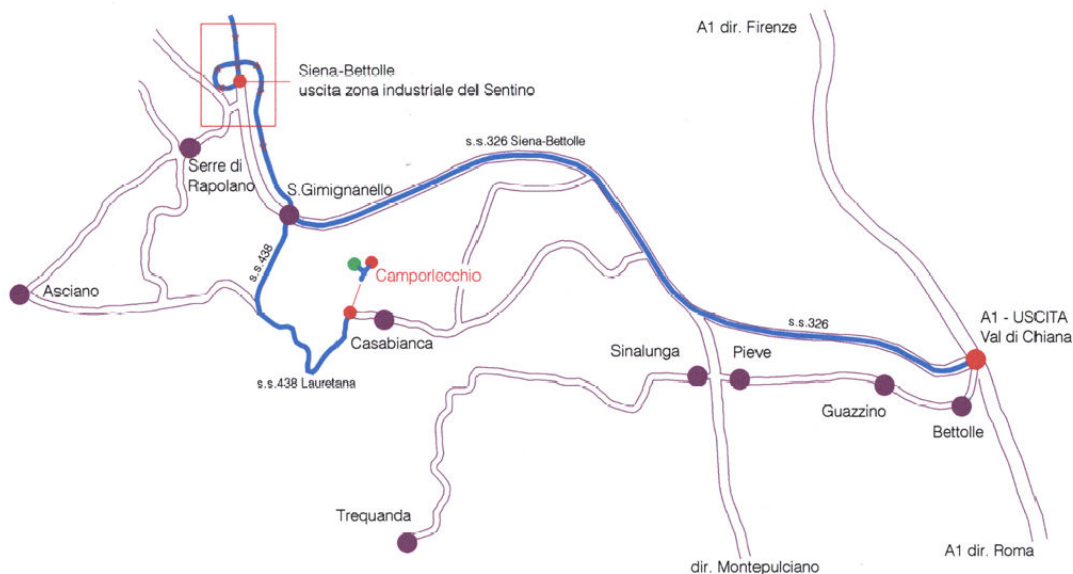 A1 dir. Firenze
Siena-Bettolle
uscita zona industriale del Sentino
s.s.326 Siena-Bettolle
Serre di
Rapolano
S.Gimignanello
s.s.438
Camporlecchio
Asciano
A1 - USCITA
Val di Chiana
s.s.326
Casabianca
Sinalunga
Pieve
s.s.438 Lauretana
Guazzino
Bettolle
Trequanda
A1 dir. Roma
dir. Montepulciano